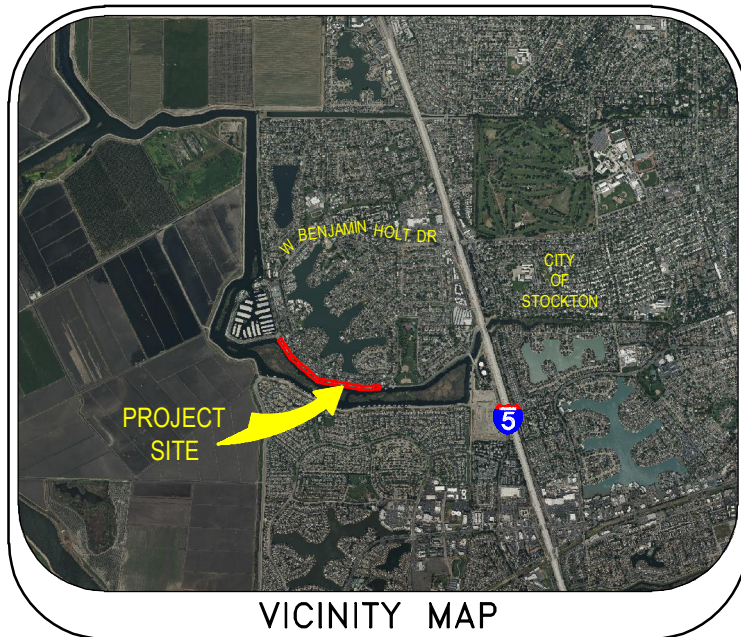 W BENJAMIN HOLT DR
CITY
OF
STOCKTON
PROJECT
SITE
5
VICINITY MAP